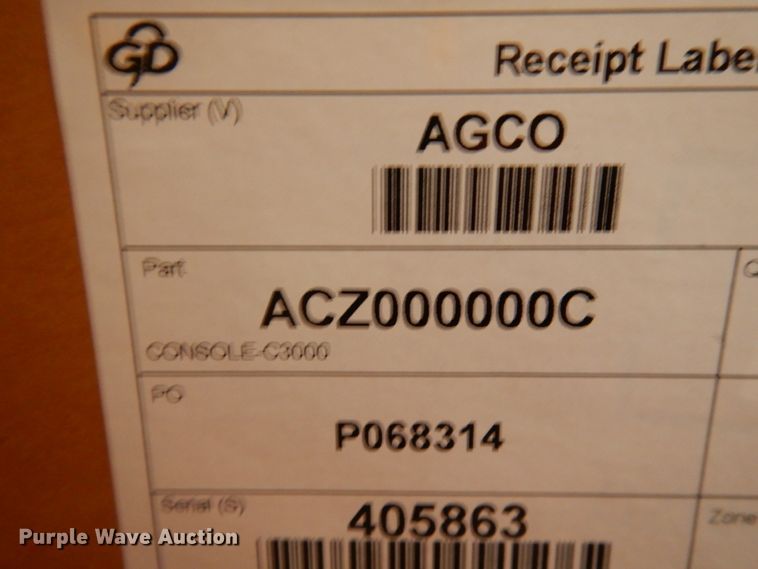 GD
Receipt Labe
Supplier (V)
AGCO
Part
ACZ000000C
CONSOLE-C3000
PO
P068314
Serial (S)
405863
Zone
Purple Wave Auction